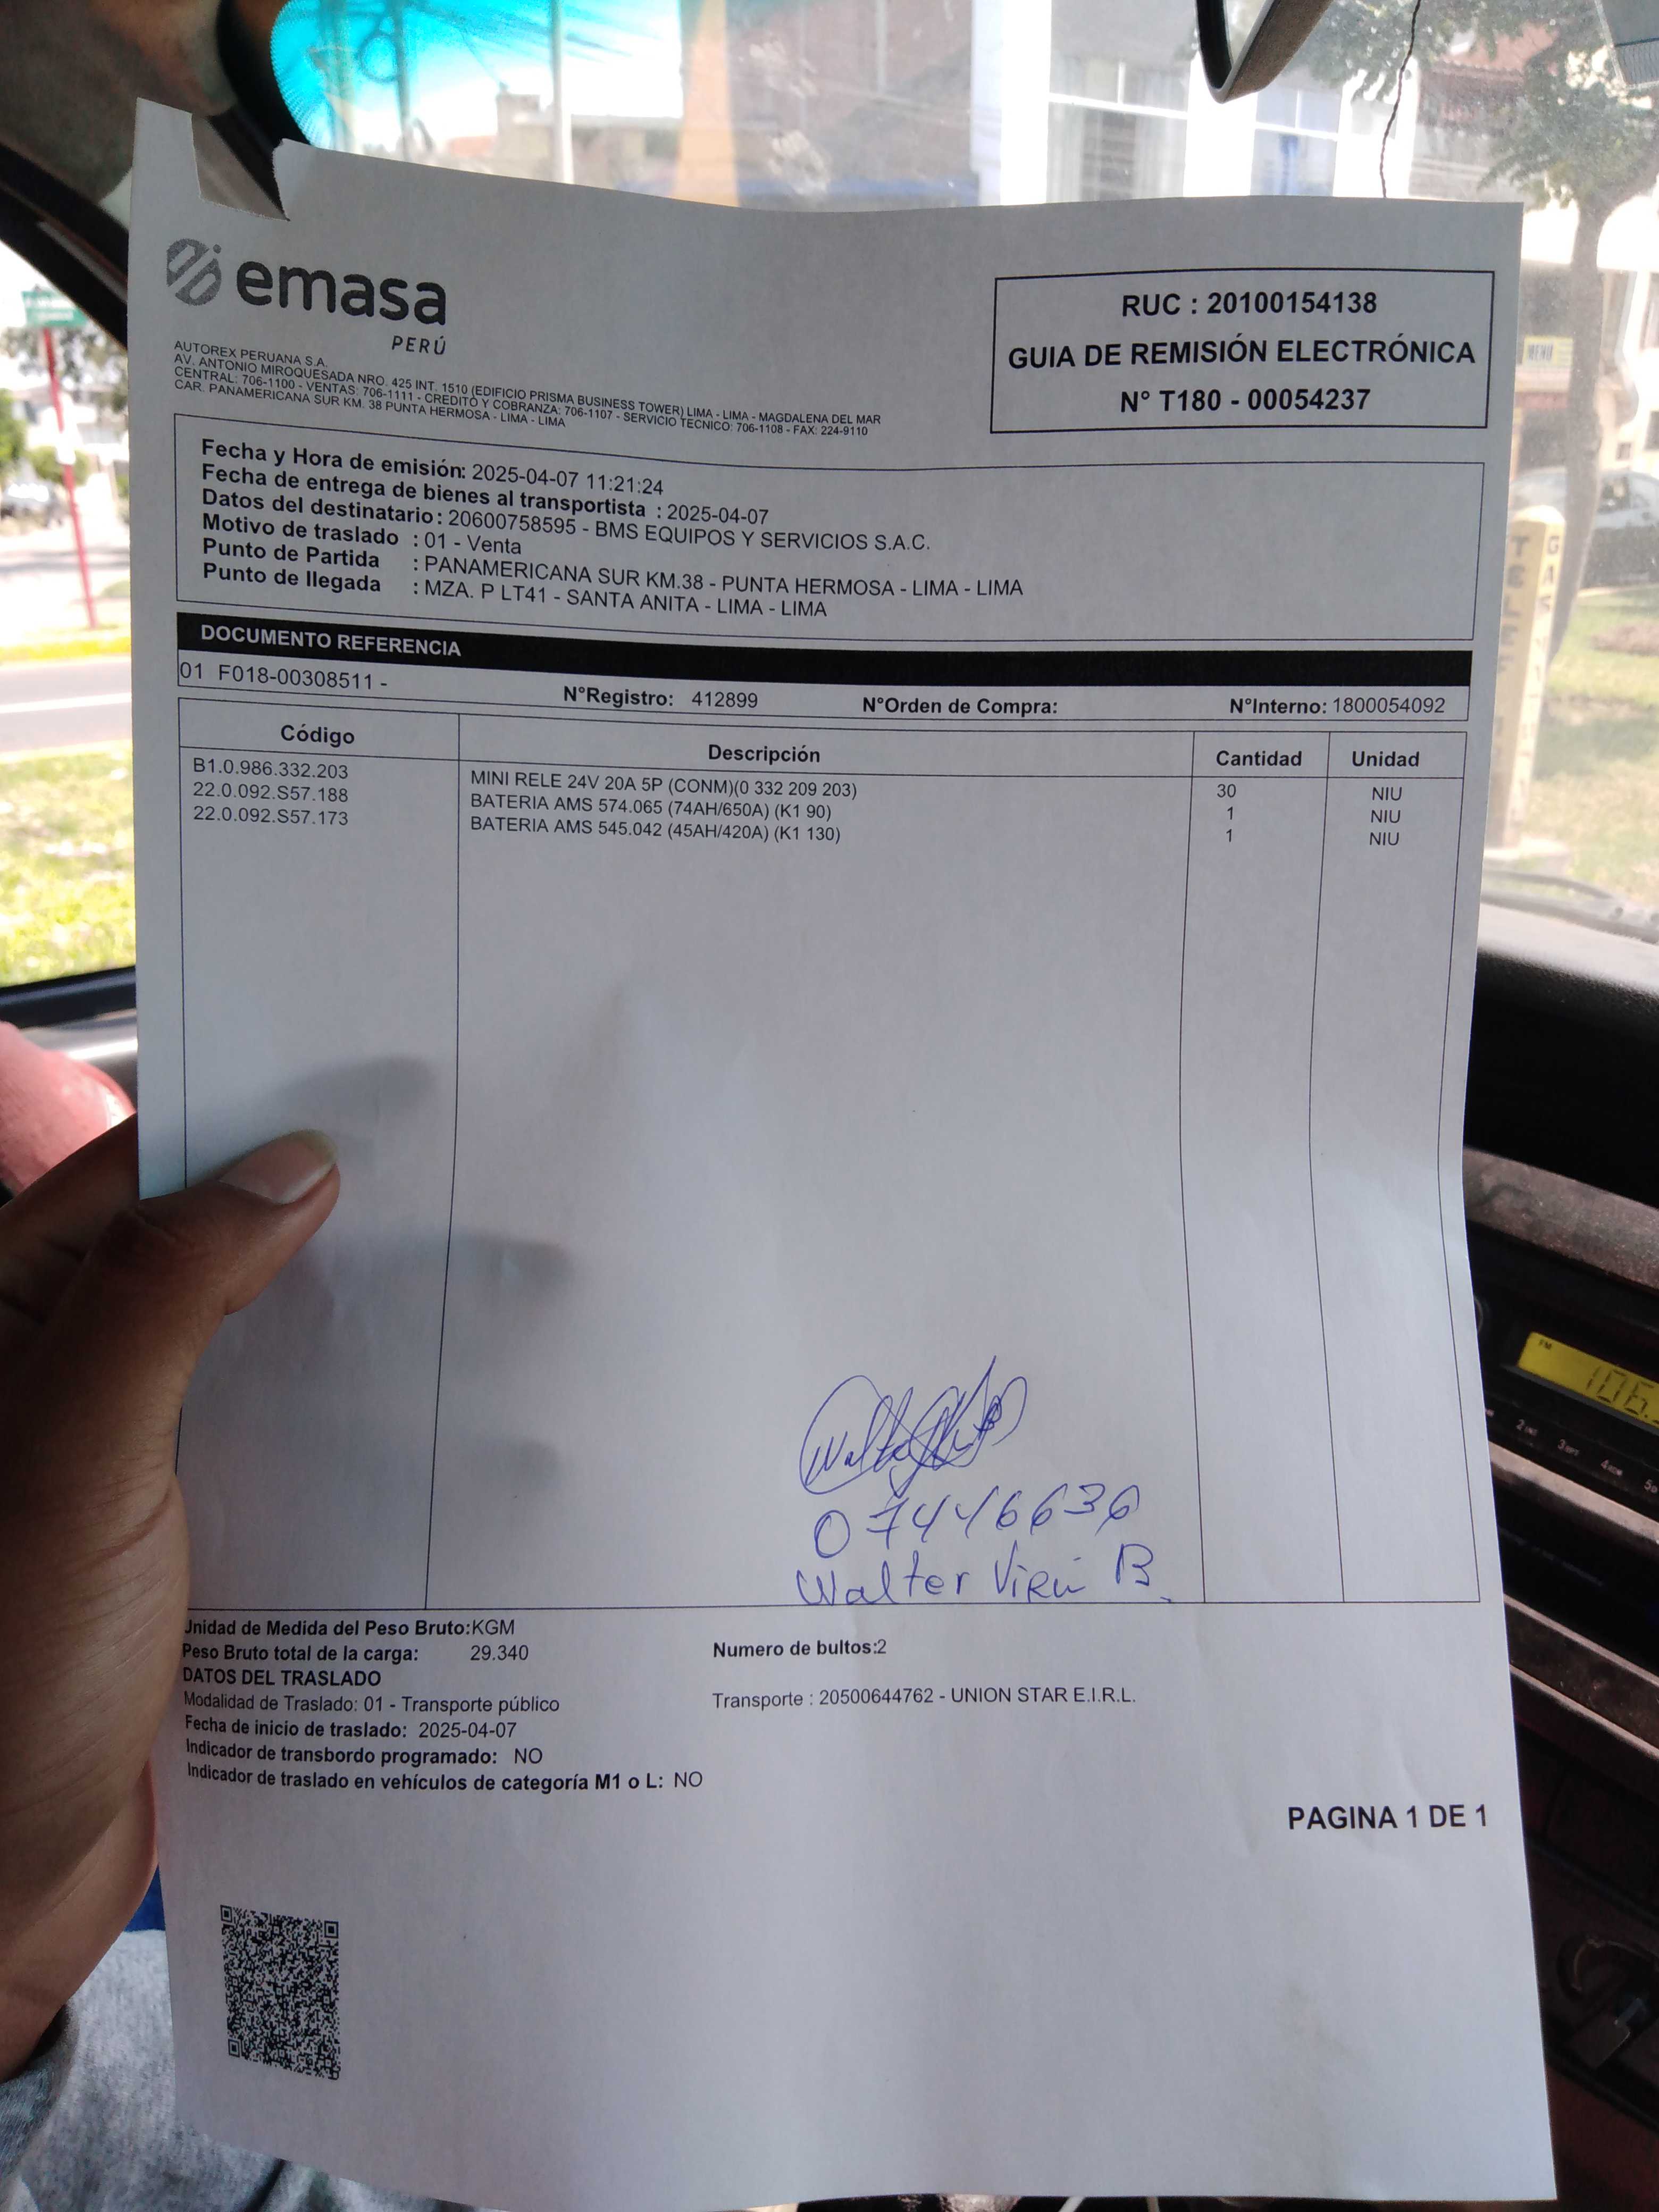 emasa
PERÚ
AUTOREX PERUANA S.A.
AV. ANTONIO MIROQUESADA NRO. 425 INT. 1510 (EDIFICIO PRISMA BUSINESS TOWER) LIMA - LIMA - MAGDALENA DEL MAR
CENTRAL: 706-1100 - VENTAS: 706-1111 - CREDITO Y COBRANZA: 706-1107 - SERVICIO TECNICO: 706-1108 - FAX: 224-9110
CAR. PANAMERICANA SUR KM. 38 PUNTA HERMOSA - LIMA - LIMA
RUC : 20100154138
GUIA DE REMISIÓN ELECTRÓNICA
N° T180 - 00054237
Fecha y Hora de emisión: 2025-04-07 11:21:24
Fecha de entrega de bienes al transportista : 2025-04-07
Datos del destinatario : 20600758595 - BMS EQUIPOS Y SERVICIOS S.A.C.
Motivo de traslado : 01 - Venta
Punto de Partida : PANAMERICANA SUR KM.38 - PUNTA HERMOSA - LIMA - LIMA
Punto de llegada : MZA. P LT41 - SANTA ANITA - LIMA - LIMA
DOCUMENTO REFERENCIA
01 F018-00308511 - N°Registro: 412899 N°Orden de Compra: N°Interno: 1800054092
Código Descripción Cantidad Unidad
B1.0.986.332.203 MINI RELE 24V 20A 5P (CONM)(0 332 209 203) 30 NIU
22.0.092.S57.188 BATERIA AMS 574.065 (74AH/650A) (K1 90) 1 NIU
22.0.092.S57.173 BATERIA AMS 545.042 (45AH/420A) (K1 130) 1 NIU
07446636
Walter Virú B.
Unidad de Medida del Peso Bruto:KGM
Peso Bruto total de la carga: 29.340 Numero de bultos:2
DATOS DEL TRASLADO
Modalidad de Traslado: 01 - Transporte público Transporte : 20500644762 - UNION STAR E.I.R.L.
Fecha de inicio de traslado: 2025-04-07
Indicador de transbordo programado: NO
Indicador de traslado en vehículos de categoría M1 o L: NO
PAGINA 1 DE 1
MENU
FM